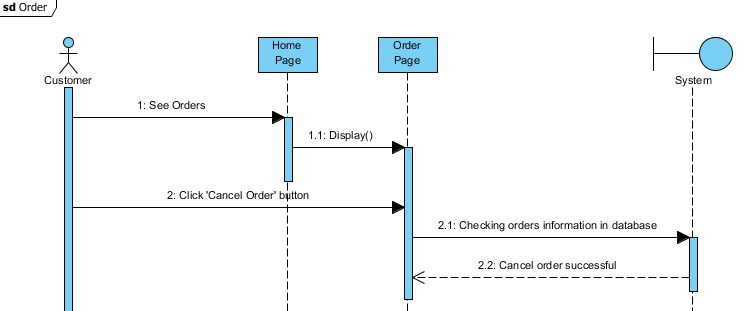 sd Order
Home
Page
Order
Page
Customer
System
1: See Orders
1.1: Display()
2: Click 'Cancel Order' button
2.1: Checking orders information in database
2.2: Cancel order successful